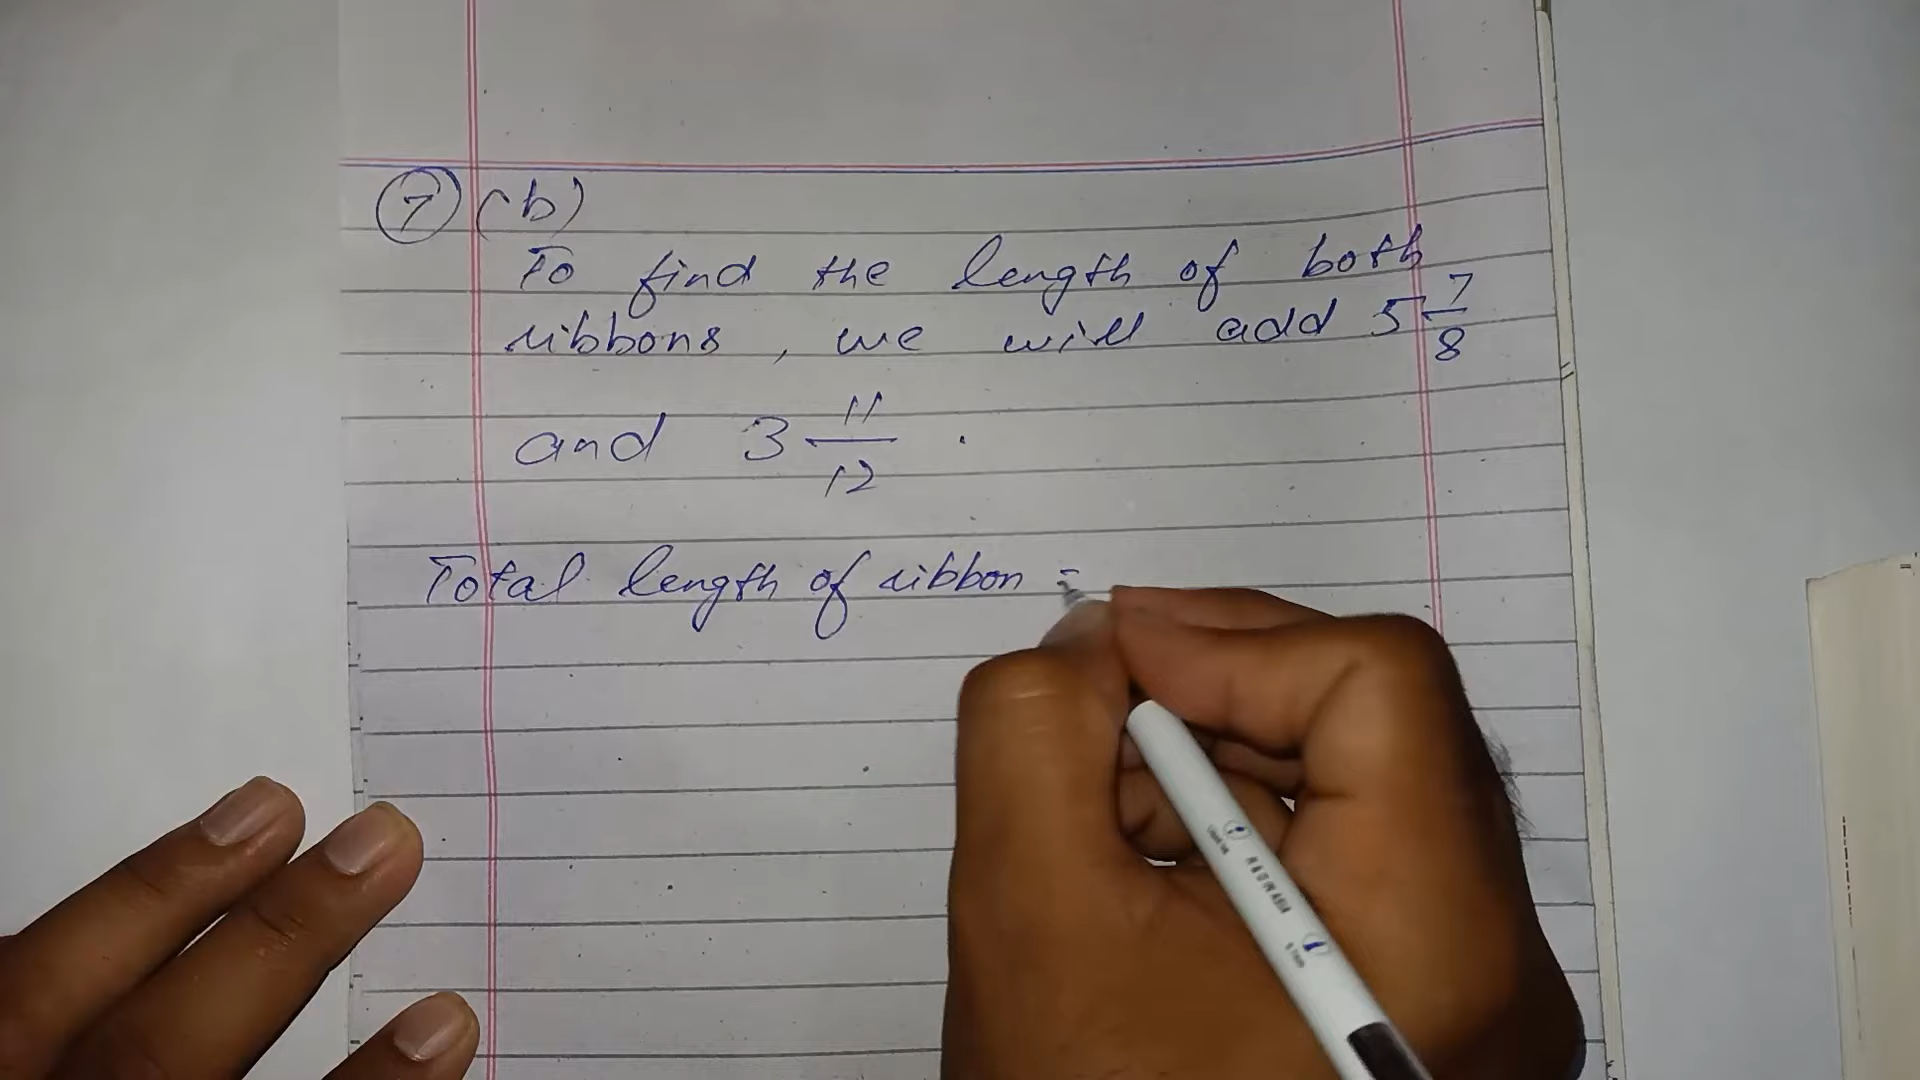 7 (b)
To find the length of both
ribbons, we will add 5 7/8
and 3 11/12 .
Total length of ribbon =